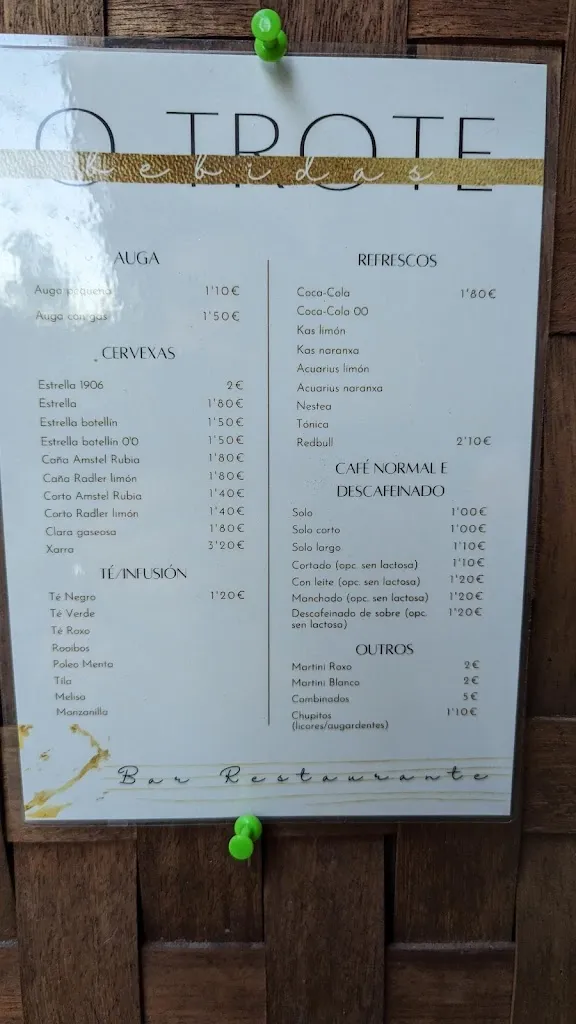 O TROTE
bebidas
AUGA
Auga pequena 1'10€
Auga con gas 1'50€
CERVEXAS
Estrella 1906 2€
Estrella 1'80€
Estrella botellín 1'50€
Estrella botellín 0'0 1'50€
Caña Amstel Rubia 1'80€
Caña Radler limón 1'80€
Corto Amstel Rubia 1'40€
Corto Radler limón 1'40€
Clara gaseosa 1'80€
Xarra 3'20€
TÉ/INFUSIÓN
Té Negro 1'20€
Té Verde
Té Roxo
Rooibos
Poleo Menta
Tila
Melisa
Manzanilla
REFRESCOS
Coca-Cola 1'80€
Coca-Cola 00
Kas limón
Kas naranxa
Acuarius limón
Acuarius naranxa
Nestea
Tónica
Redbull 2'10€
CAFÉ NORMAL E
DESCAFEINADO
Solo 1'00€
Solo corto 1'00€
Solo largo 1'10€
Cortado (opc. sen lactosa) 1'10€
Con leite (opc. sen lactosa) 1'20€
Manchado (opc. sen lactosa) 1'20€
Descafeinado de sobre (opc. 1'20€
sen lactosa)
OUTROS
Martini Roxo 2€
Martini Blanco 2€
Combinados 5€
Chupitos 1'10€
(licores/augardentes)
Bar Restaurante